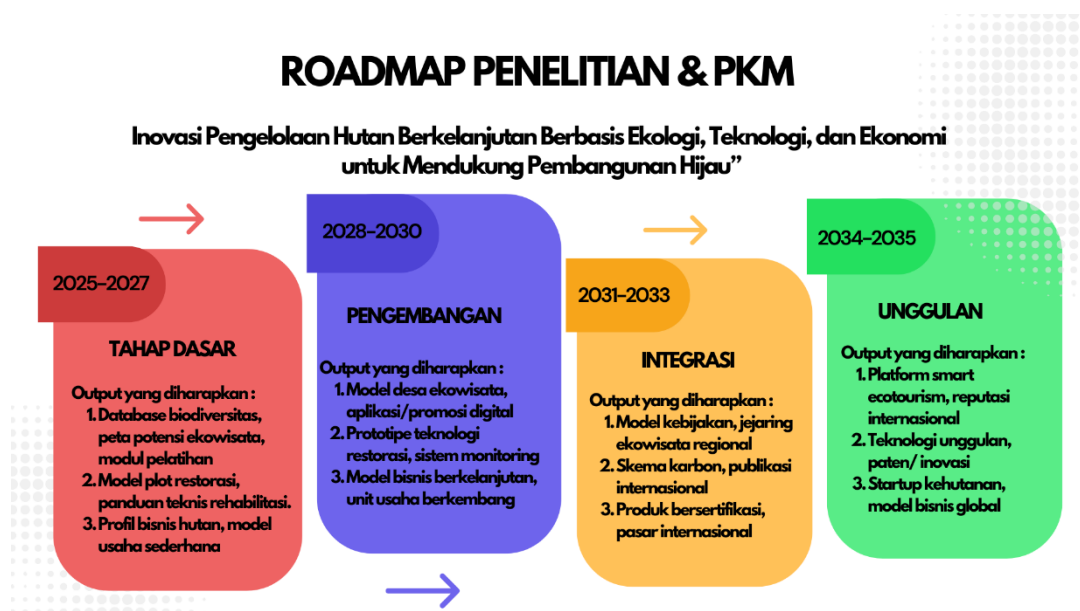 ROADMAP PENELITIAN & PKM
Inovasi Pengelolaan Hutan Berkelanjutan Berbasis Ekologi, Teknologi, dan Ekonomi
untuk Mendukung Pembangunan Hijau”
2025–2027
TAHAP DASAR
Output yang diharapkan :
1. Database biodiversitas,
peta potensi ekowisata,
modul pelatihan
2. Model plot restorasi,
panduan teknis rehabilitasi.
3. Profil bisnis hutan, model
usaha sederhana
2028–2030
PENGEMBANGAN
Output yang diharapkan :
1. Model desa ekowisata,
aplikasi/promosi digital
2. Prototipe teknologi
restorasi, sistem monitoring
3. Model bisnis berkelanjutan,
unit usaha berkembang
2031–2033
INTEGRASI
Output yang diharapkan :
1. Model kebijakan, jejaring
ekowisata regional
2. Skema karbon, publikasi
internasional
3. Produk bersertifikasi,
pasar internasional
2034–2035
UNGGULAN
Output yang diharapkan :
1. Platform smart
ecotourism, reputasi
internasional
2. Teknologi unggulan,
paten/ inovasi
3. Startup kehutanan,
model bisnis global